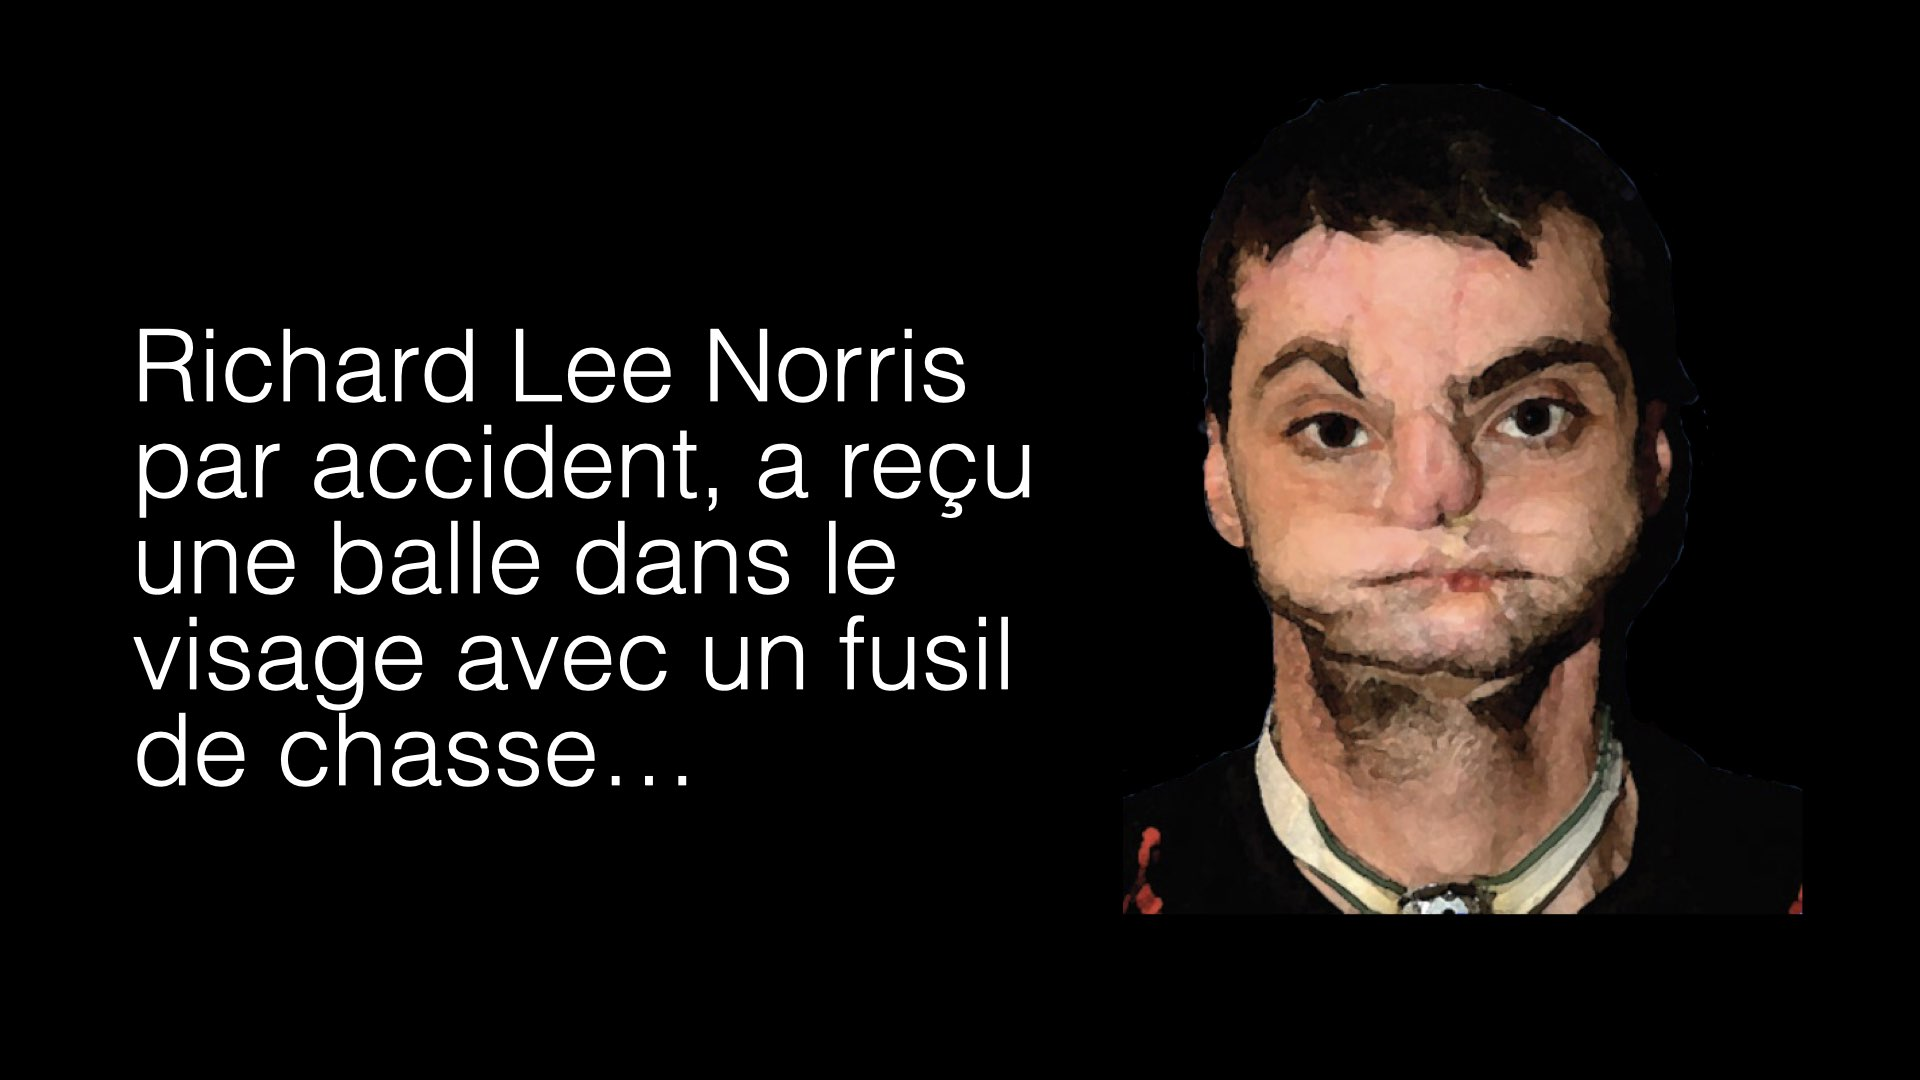 Richard Lee Norris
par accident, a reçu
une balle dans le
visage avec un fusil
de chasse…